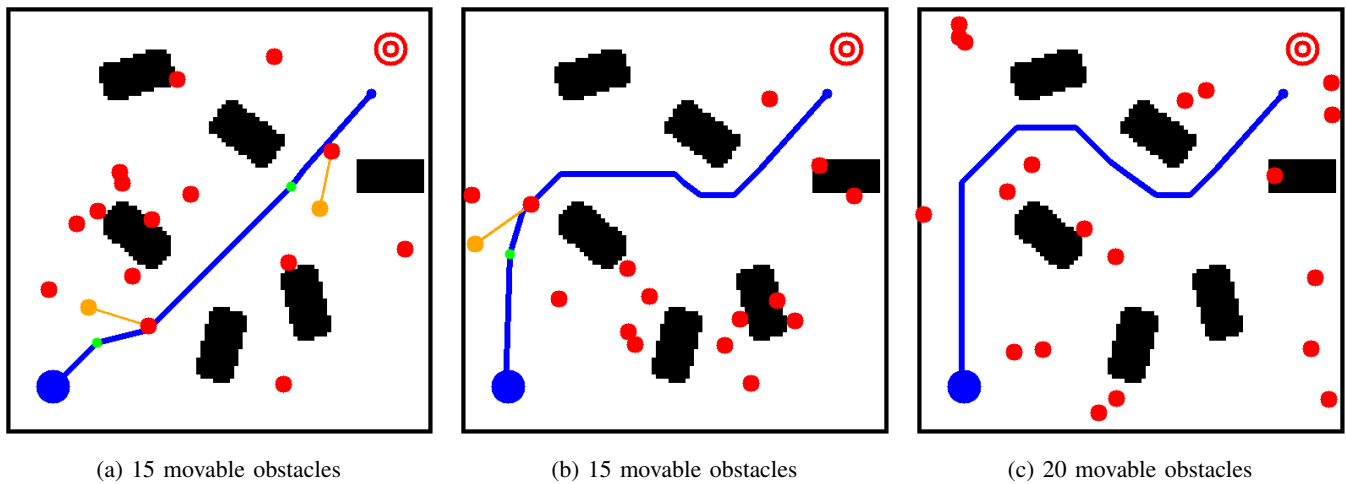 (a) 15 movable obstacles
(b) 15 movable obstacles
(c) 20 movable obstacles